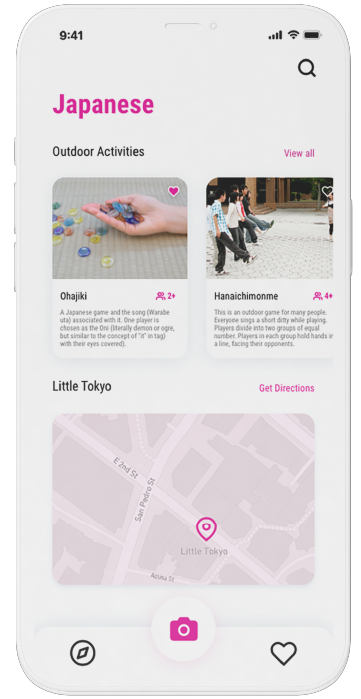 9:41
Japanese
Outdoor Activities
View all
Ohajiki
2+
A Japanese game and the song (Warabe
uta) associated with it. One player is
chosen as the Oni (literally demon or ogre,
but similar to the concept of "it" in tag)
with their eyes covered).
Hanaichimonme
4+
This is an outdoor game for many people.
Everyone sings a short ditty while playing.
Players divide into two groups of equal
number. Players in each group hold hands in
a line, facing their opponents.
Little Tokyo
Get Directions
E 2nd St
San Pedro St
Little Tokyo
Azusa St